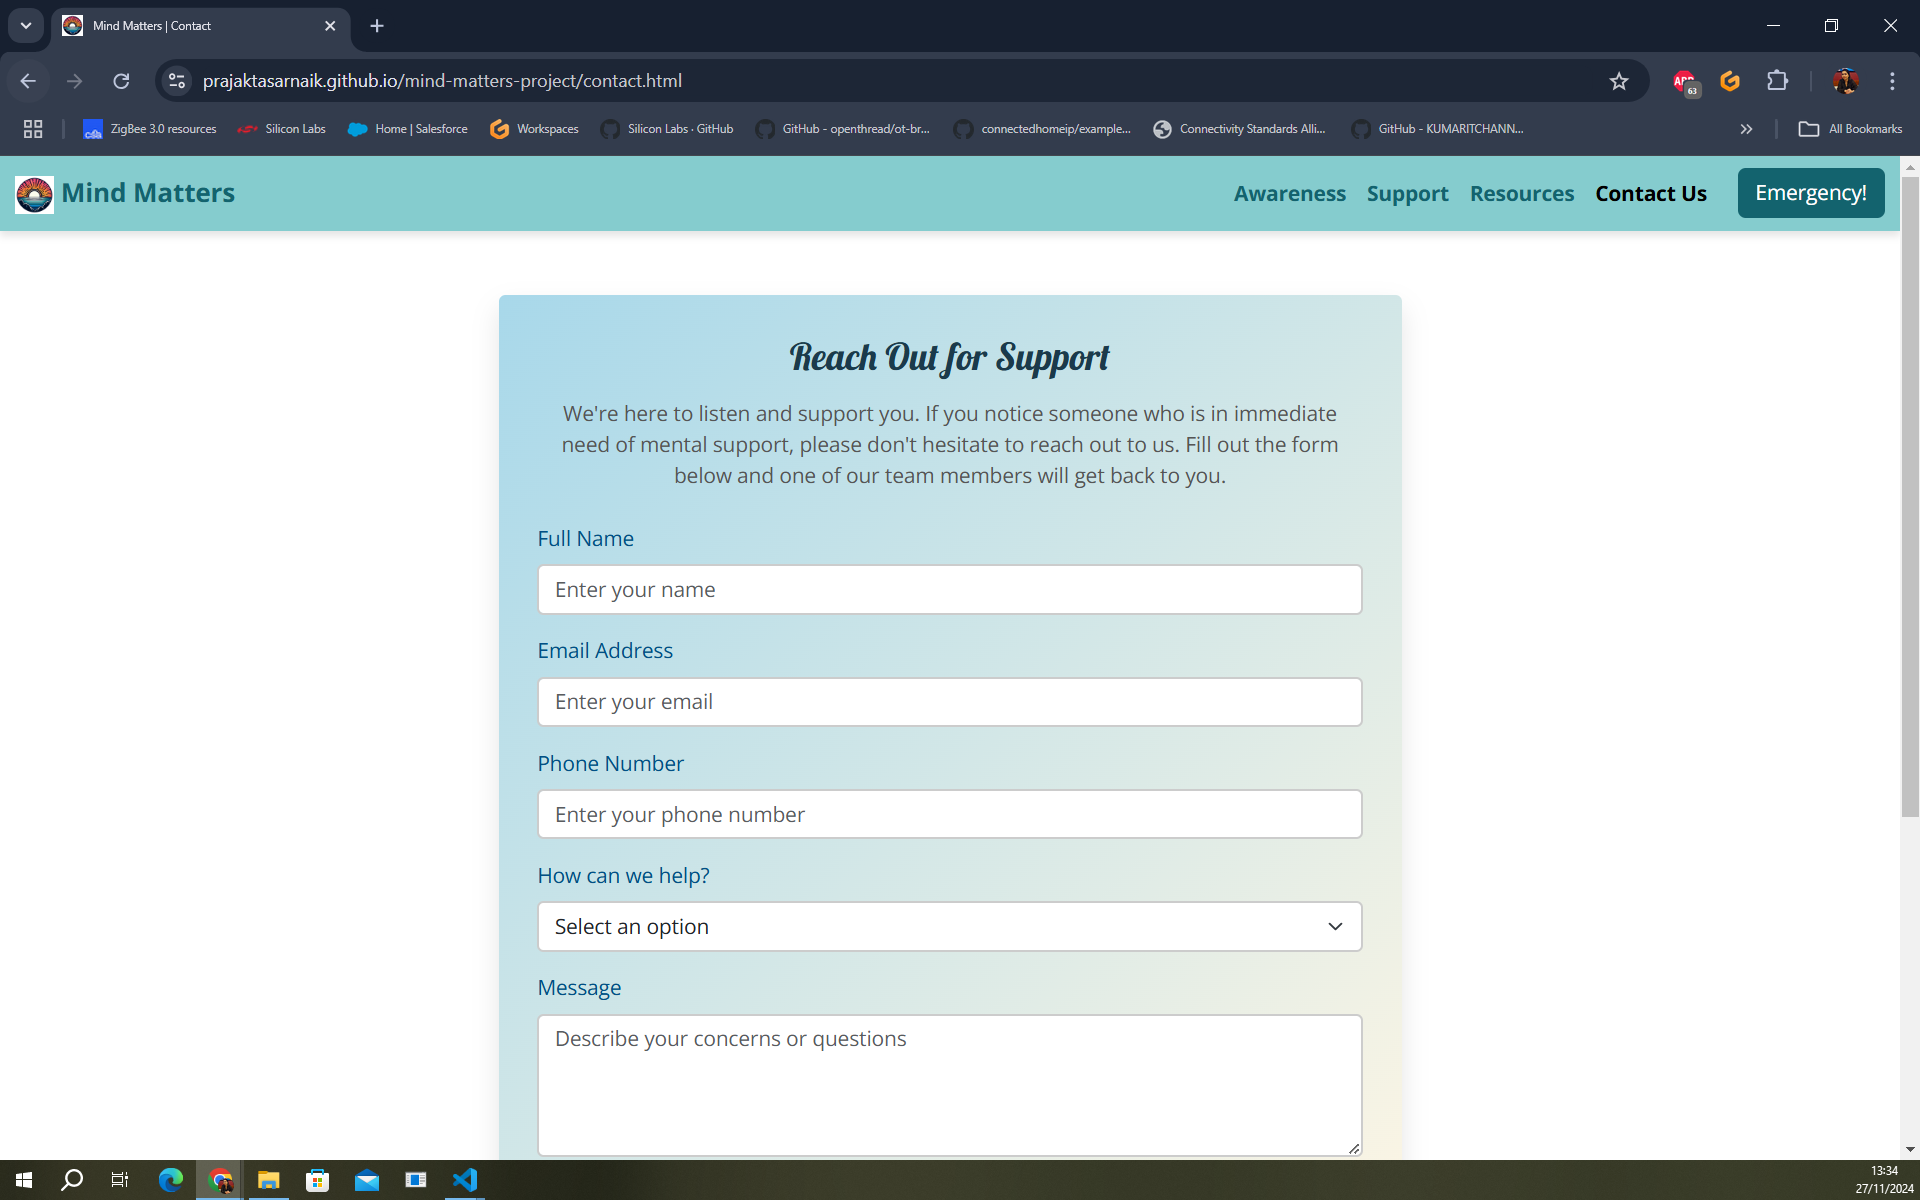 Mind Matters | Contact
prajaktasarnaik.github.io/mind-matters-project/contact.html
ABP
63
ZigBee 3.0 resources
Silicon Labs
Home | Salesforce
Workspaces
Silicon Labs · GitHub
GitHub - openthread/ot-br...
connectedhomeip/example...
Connectivity Standards Alli...
GitHub - KUMARITCHANN...
All Bookmarks
Mind Matters
Awareness
Support
Resources
Contact Us
Emergency!
Reach Out for Support
We're here to listen and support you. If you notice someone who is in immediate
need of mental support, please don't hesitate to reach out to us. Fill out the form
below and one of our team members will get back to you.
Full Name
Enter your name
Email Address
Enter your email
Phone Number
Enter your phone number
How can we help?
Select an option
Message
Describe your concerns or questions
13:34
27/11/2024